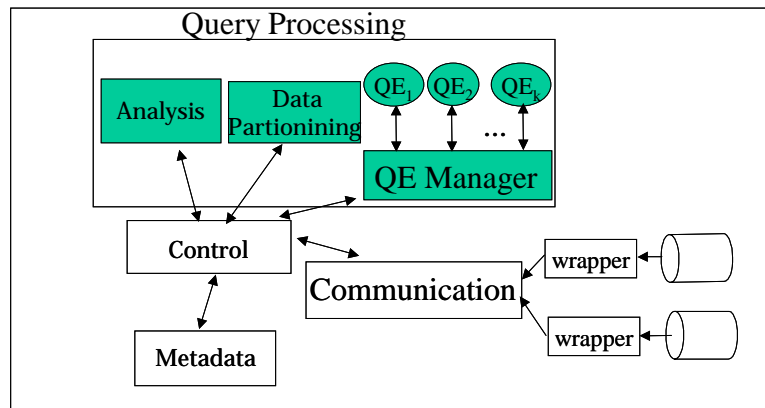 Query Processing
Analysis
Data
Partionining
QE₁
QE₂
QEₖ
...
QE Manager
Control
Communication
wrapper
wrapper
Metadata